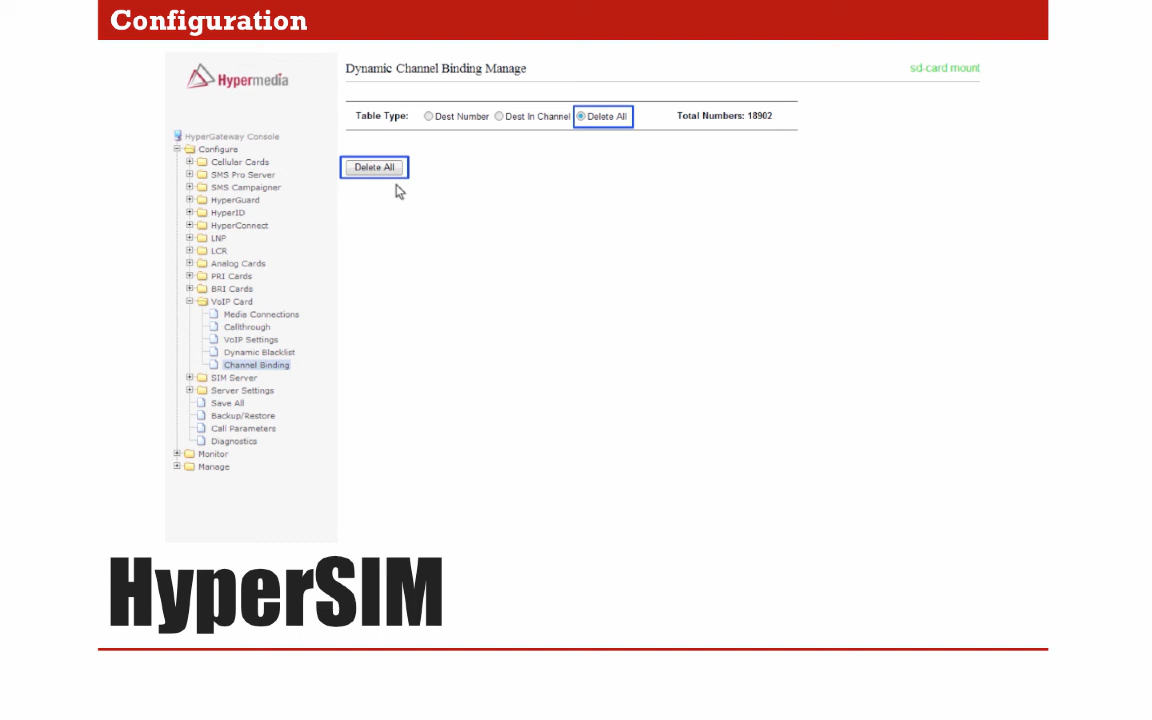 Configuration
Hypermedia
Dynamic Channel Binding Manage
sd-card mount
Table Type: Dest Number Dest In Channel Delete All Total Numbers: 18902
Delete All
HyperGateway Console
Configure
Cellular Cards
SMS Pro Server
SMS Campaigner
HyperGuard
HyperID
HyperConnect
LNP
LCR
Analog Cards
PRI Cards
BRI Cards
VoIP Card
Media Connections
Callthrough
VoIP Settings
Dynamic Blacklist
Channel Binding
SIM Server
Server Settings
Save All
Backup/Restore
Call Parameters
Diagnostics
Monitor
Manage
HyperSIM